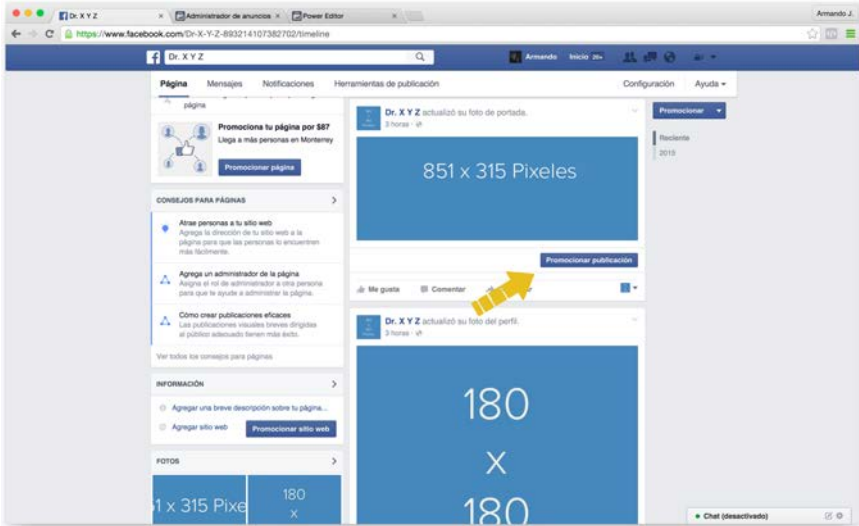 Dr. X Y Z
Administrador de anuncios
Power Editor
Armando J.
https://www.facebook.com/Dr-X-Y-Z-893214107382702/timeline
Dr. X Y Z
Armando
Inicio 20+
Página
Mensajes
Notificaciones
Herramientas de publicación
Configuración
Ayuda
página
Promociona tu página por $87
Llega a más personas en Monterrey
Promocionar página
CONSEJOS PARA PÁGINAS
Atrae personas a tu sitio web
Agrega la dirección de tu sitio web a la
página para que las personas lo encuentren
más fácilmente.
Agrega un administrador de la página
Asigna el rol de administrador a otra persona
para que te ayude a administrar la página.
Cómo crear publicaciones eficaces
Las publicaciones visuales breves dirigidas
al público adecuado tienen más éxito.
Ver todos los consejos para páginas
INFORMACIÓN
Agregar una breve descripción sobre tu página...
Agregar sitio web
Promocionar sitio web
FOTOS
1 x 315 Pixe
180
x
Dr. X Y Z actualizó su foto de portada.
3 horas
851 x 315 Pixeles
Promocionar publicación
Me gusta
Comentar
Dr. X Y Z actualizó su foto del perfil.
3 horas
180
x
180
Promocionar
Reciente
2015
Chat (desactivado)